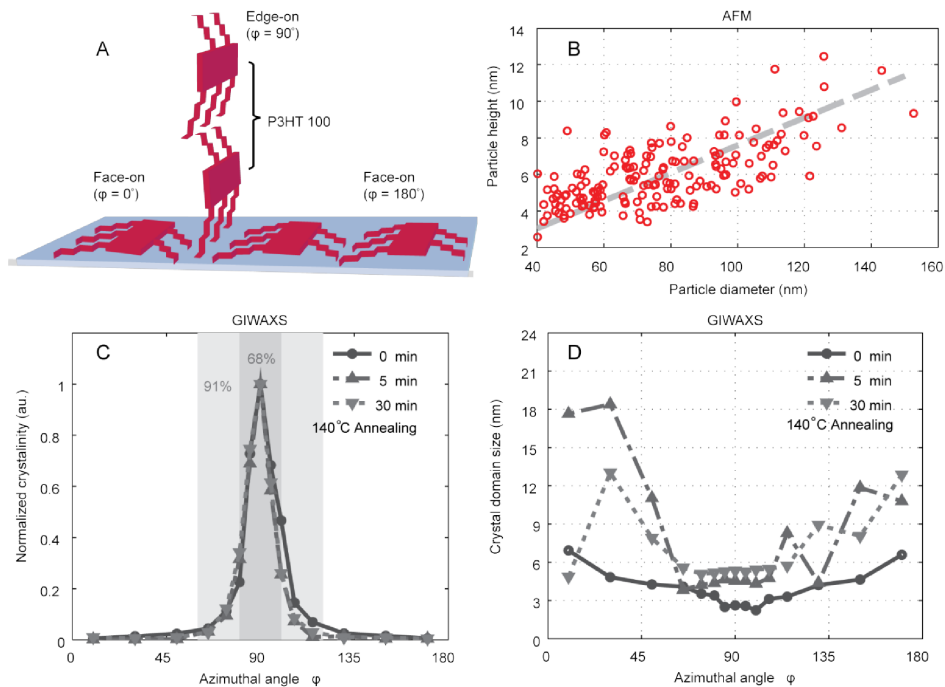 A
Edge-on
(φ = 90°)
P3HT 100
Face-on
(φ = 0°)
Face-on
(φ = 180°)
AFM
B
Particle height (nm)
14
12
10
8
6
4
2
40
60
80
100
120
140
160
Particle diameter (nm)
GIWAXS
C
68%
91%
0 min
5 min
30 min
140°C Annealing
Normalized crystalinity (au.)
1
0.8
0.6
0.4
0.2
0
0
45
90
135
180
Azimuthal angle φ
GIWAXS
D
0 min
5 min
30 min
140°C Annealing
Crystal domain size (nm)
24
21
18
15
12
9
6
3
0
0
45
90
135
180
Azimuthal angle φ